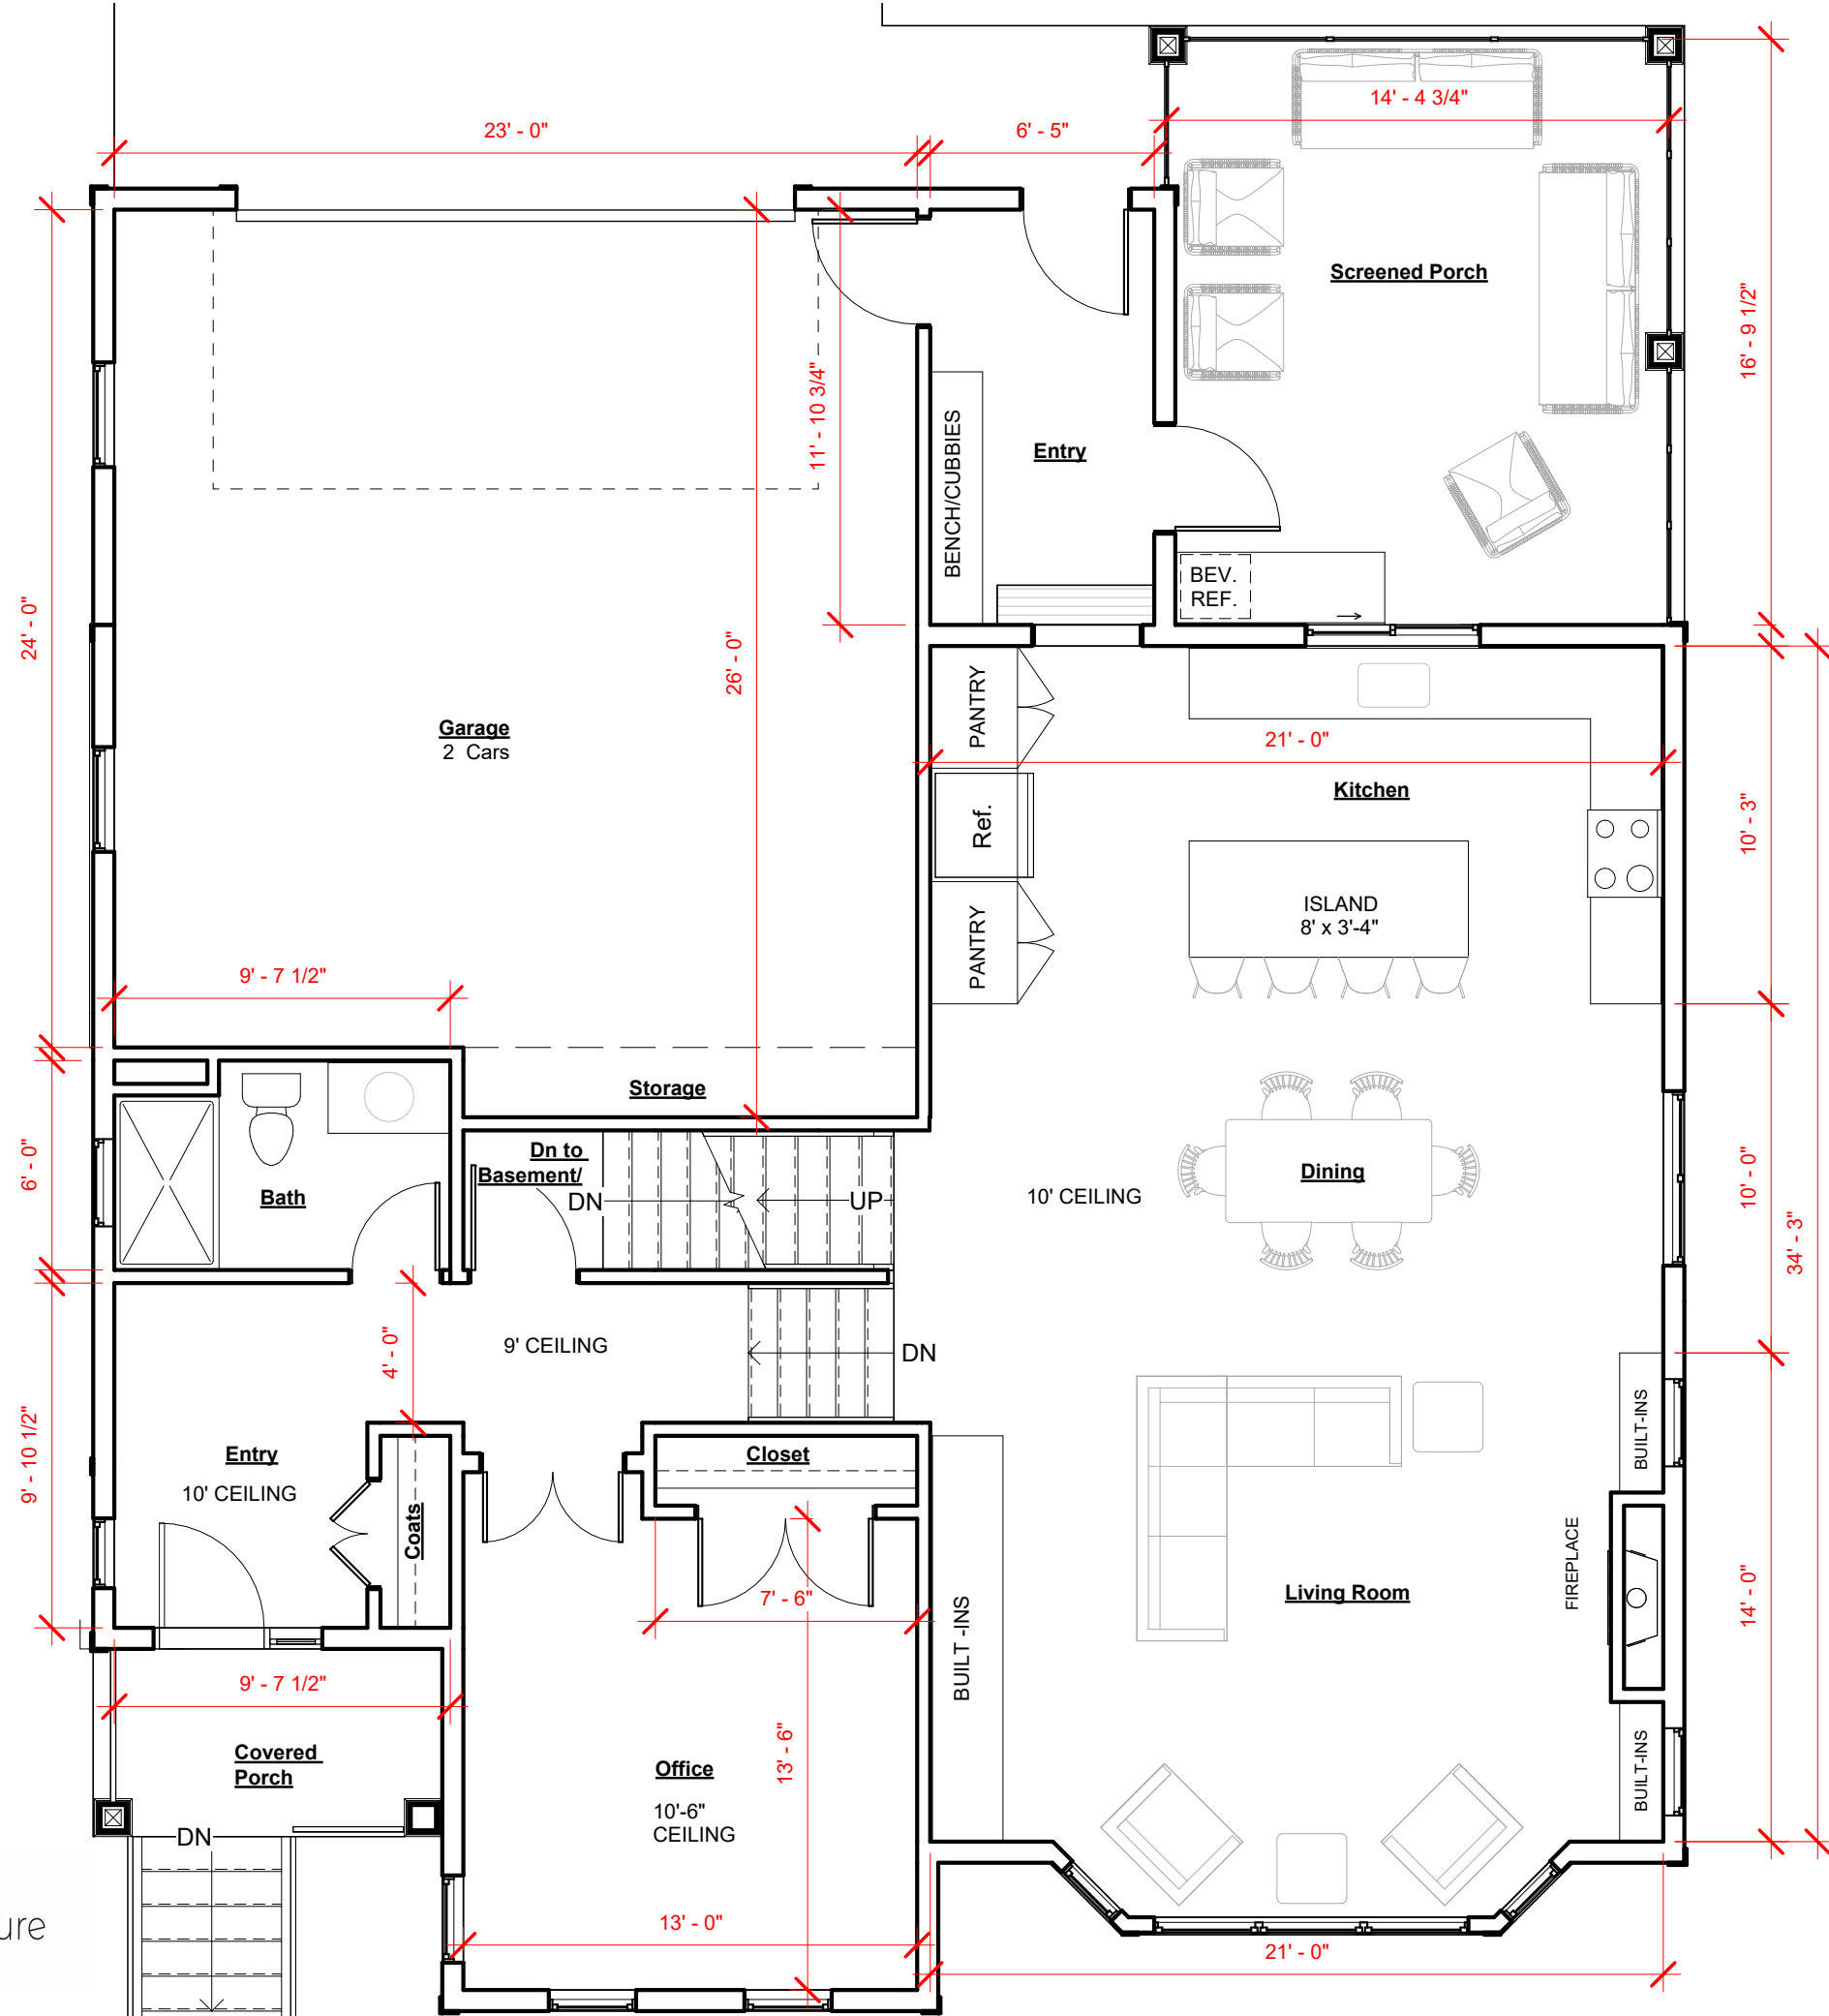 14' - 4 3/4"
23' - 0"
6' - 5"
Screened Porch
16' - 9 1/2"
11' - 10 3/4"
BENCH/CUBBIES
Entry
BEV.
REF.
24' - 0"
26' - 0"
PANTRY
Garage
2 Cars
21' - 0"
Kitchen
Ref.
10' - 3"
ISLAND
8' x 3'-4"
PANTRY
9' - 7 1/2"
Storage
6' - 0"
Bath
Dn to
Basement/
DN
UP
10' CEILING
Dining
10' - 0"
34' - 3"
4' - 0"
9' CEILING
DN
9' - 10 1/2"
Entry
10' CEILING
Coats
Closet
BUILT-INS
FIREPLACE
7' - 6"
Living Room
14' - 0"
BUILT -INS
9' - 7 1/2"
Covered
Porch
13' - 6"
Office
10'-6"
CEILING
BUILT-INS
DN
13' - 0"
21' - 0"
ure